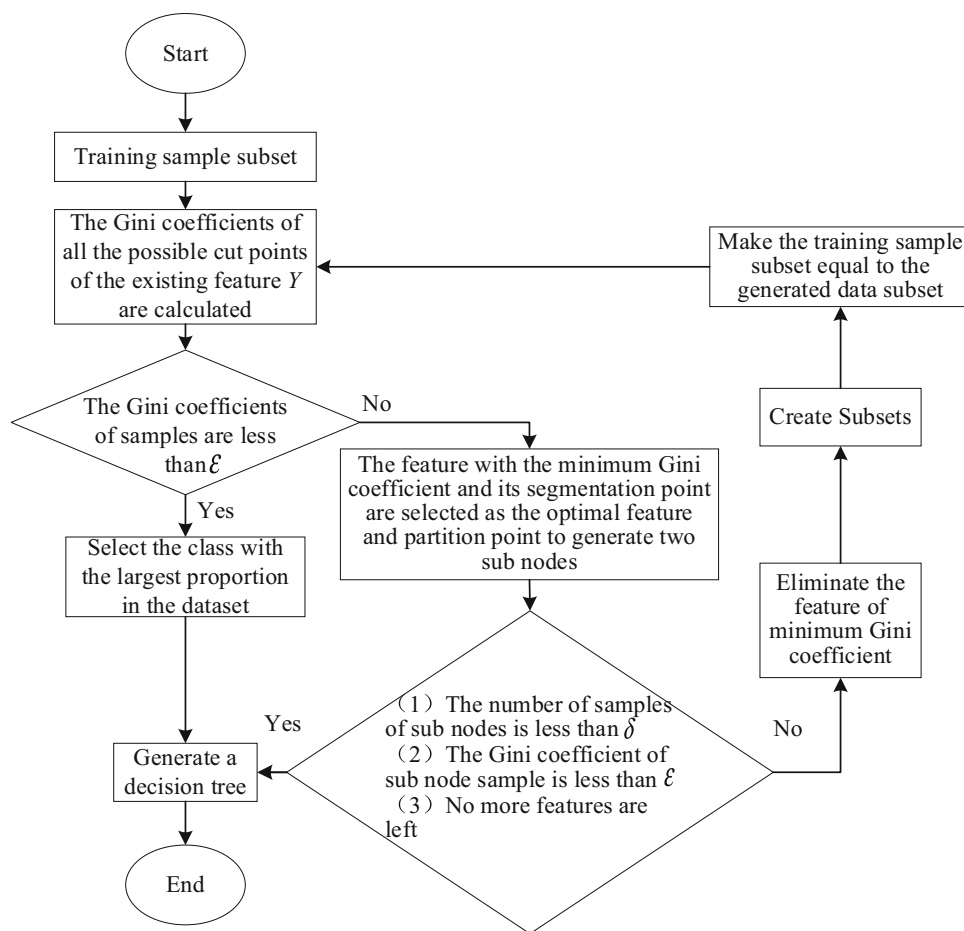 Start
Training sample subset
The Gini coefficients of
all the possible cut points
of the existing feature Y
are calculated
Make the training sample
subset equal to the
generated data subset
The Gini coefficients
of samples are less
than ℰ
No
Create Subsets
The feature with the minimum Gini
coefficient and its segmentation point
are selected as the optimal feature
and partition point to generate two
sub nodes
Yes
Select the class with
the largest proportion
in the dataset
Eliminate the
feature of
minimum Gini
coefficient
（1）The number of samples
of sub nodes is less than δ
（2）The Gini coefficient of
sub node sample is less than ℰ
（3）No more features are
left
Yes
No
Generate a
decision tree
End